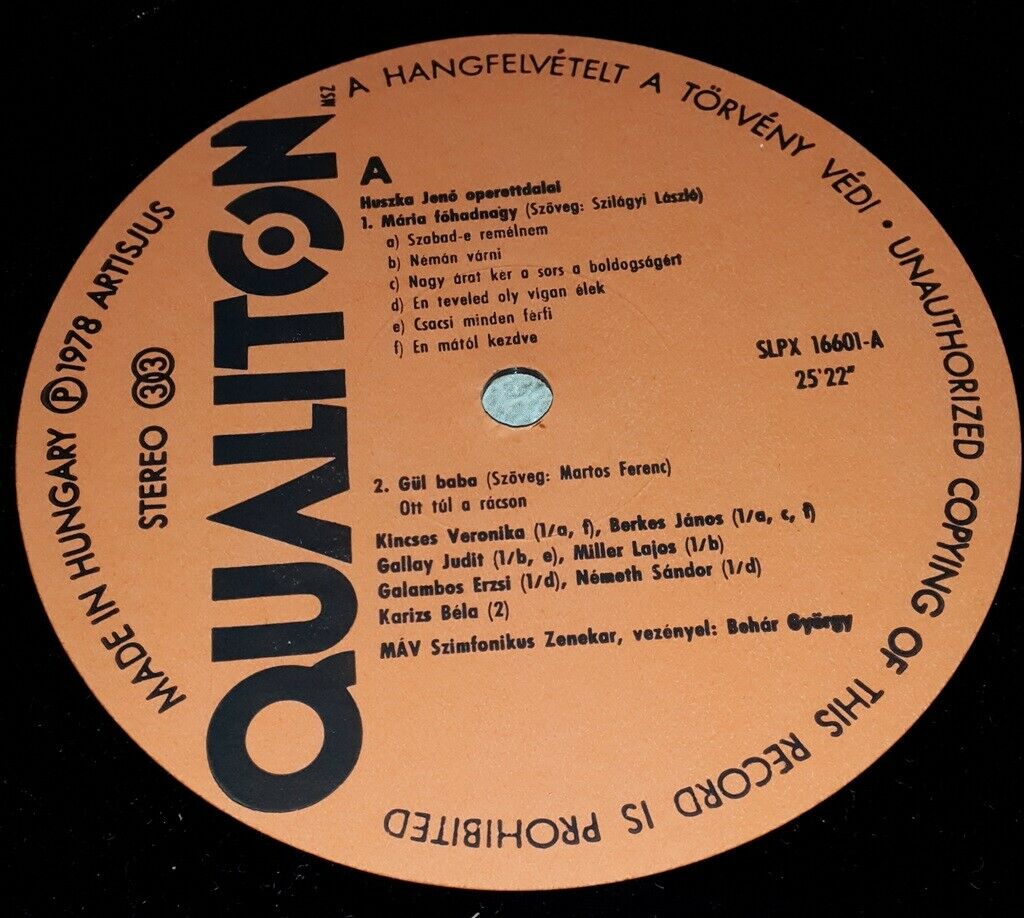 MADE IN HUNGARY Ⓟ 1978 ARTISJUS
STEREO 33
QUALITON
MSZ
A HANGFELVÉTELT A TÖRVÉNY VÉDI • UNAUTHORIZED COPYING OF THIS RECORD IS PROHIBITED
A
Huszka Jenő operettdalai
1. Mária főhadnagy (Szöveg: Szilágyi László)
a) Szabad-e remélnem
b) Némán várni
c) Nagy árat kér a sors a boldogságért
d) En teveled oly vigan élek
e) Csacsi minden férfi
f) En mától kezdve
SLPX 16601-A
25'22"
2. Gül baba (Szöveg: Martos Ferenc)
Ott túl a rácson
Kincses Veronika (1/a, f), Berkes János (1/a, c, f)
Gallay Judit (1/b, e), Miller Lajos (1/b)
Galambos Erzsi (1/d), Németh Sándor (1/d)
Karizs Béla (2)
MÁV Szimfonikus Zenekar, vezényel: Behár György